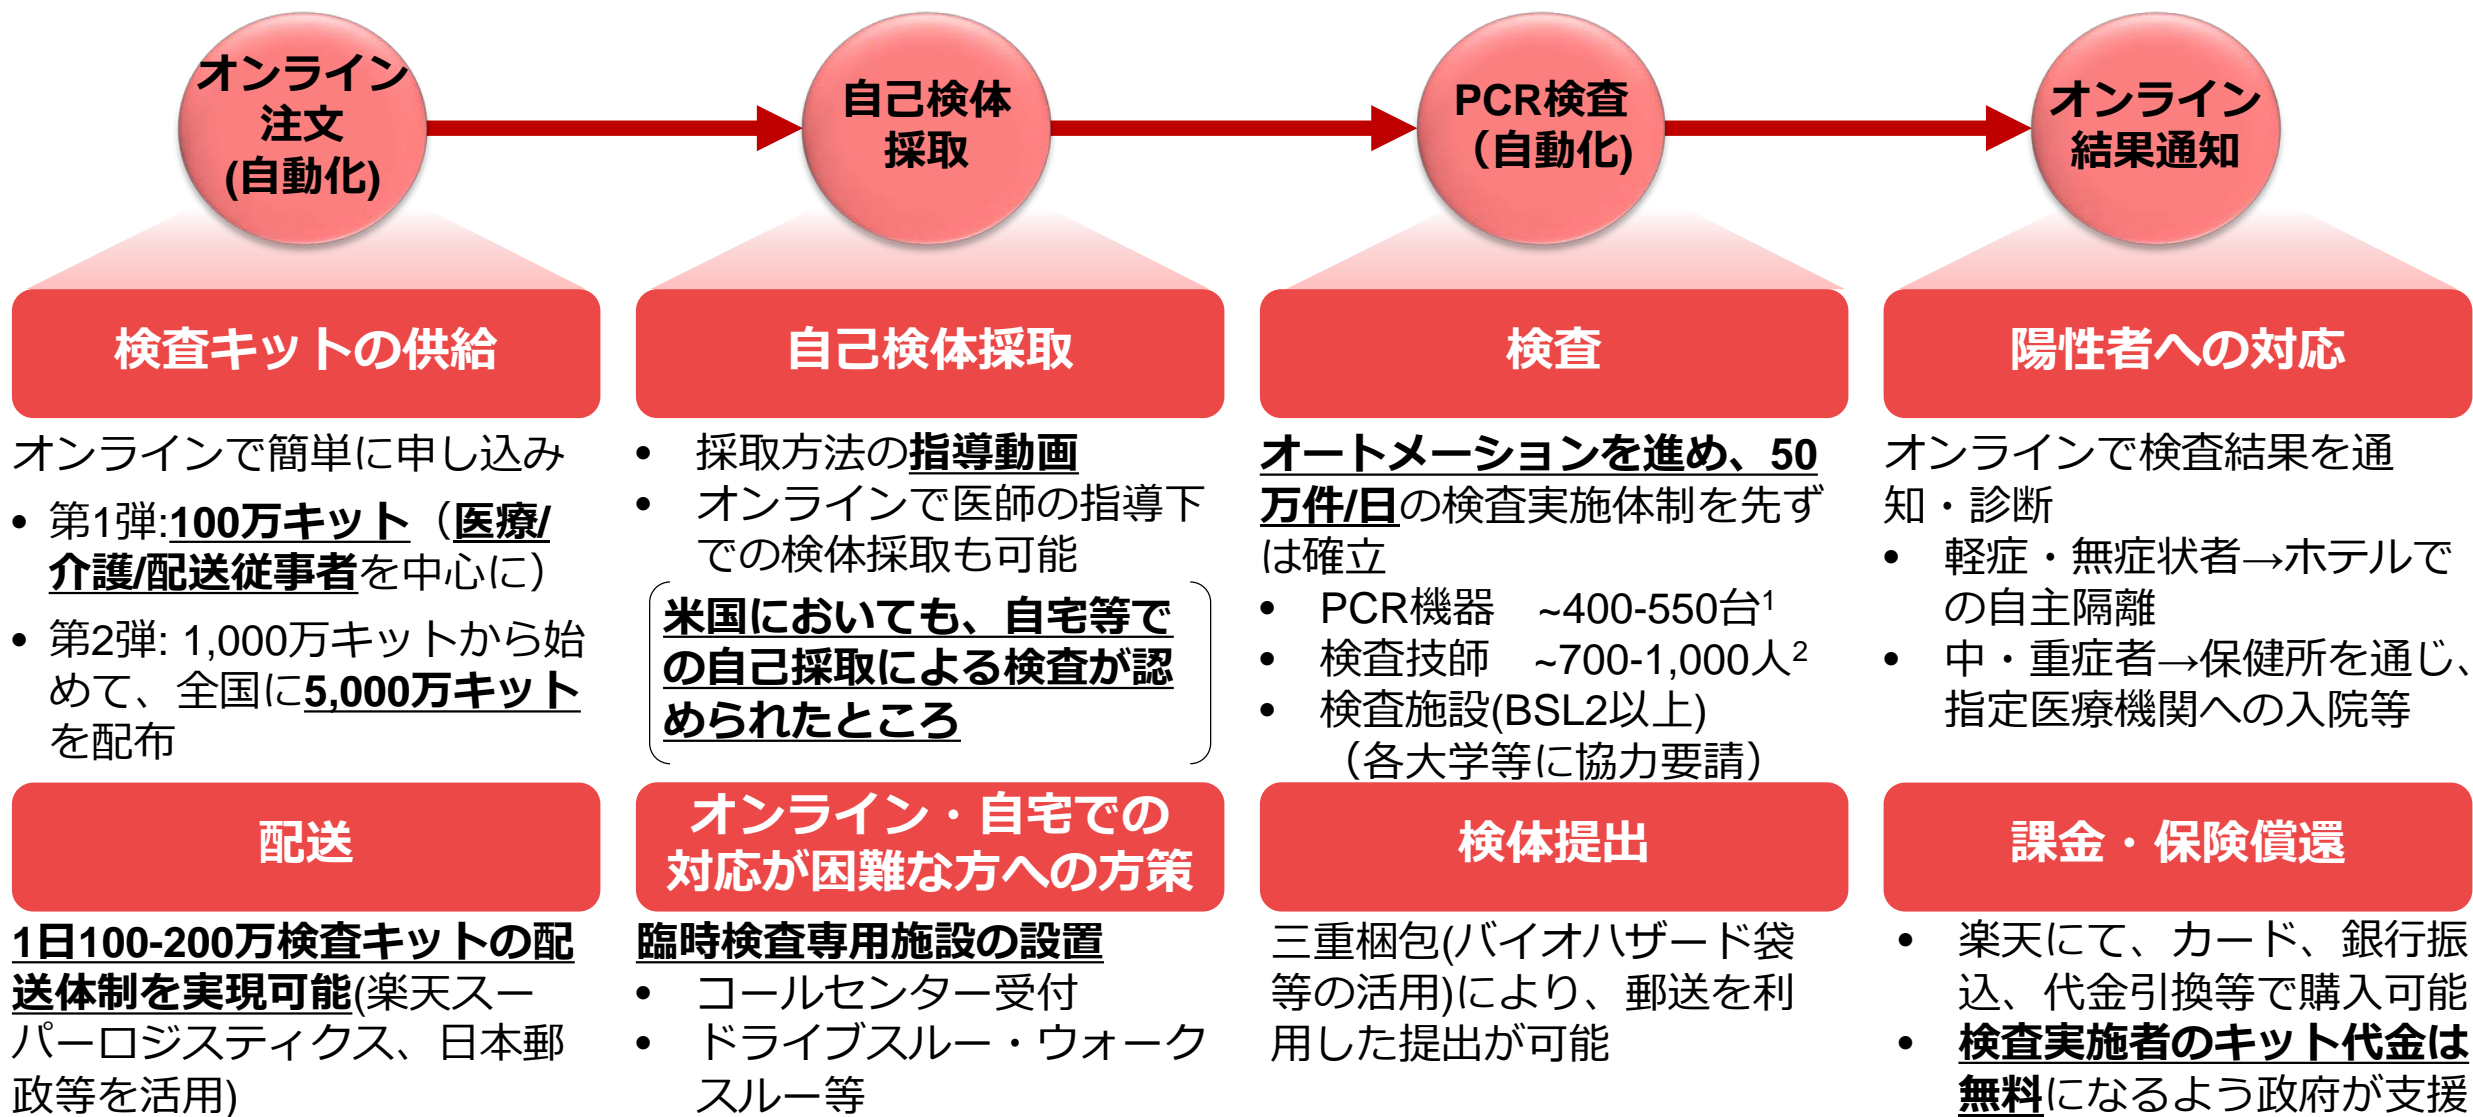 オンライン
注文
(自動化)
自己検体
採取
PCR検査
（自動化)
オンライン
結果通知
検査キットの供給
オンラインで簡単に申し込み
• 第1弾:100万キット（医療/
介護/配送従事者を中心に）
• 第2弾: 1,000万キットから始
めて、全国に5,000万キット
を配布
配送
1日100-200万検査キットの配
送体制を実現可能(楽天スー
パーロジスティクス、日本郵
政等を活用)
自己検体採取
• 採取方法の指導動画
• オンラインで医師の指導下
での検体採取も可能
米国においても、自宅等で
の自己採取による検査が認
められたところ
オンライン・自宅での
対応が困難な方への方策
臨時検査専用施設の設置
• コールセンター受付
• ドライブスルー・ウォーク
スルー等
検査
オートメーションを進め、50
万件/日の検査実施体制を先ず
は確立
• PCR機器　~400-550台1
• 検査技師　~700-1,000人2
• 検査施設(BSL2以上)
（各大学等に協力要請）
検体提出
三重梱包(バイオハザード袋
等の活用)により、郵送を利
用した提出が可能
陽性者への対応
オンラインで検査結果を通
知・診断
• 軽症・無症状者→ホテルで
の自主隔離
• 中・重症者→保健所を通じ、
指定医療機関への入院等
課金・保険償還
• 楽天にて、カード、銀行振
込、代金引換等で購入可能
• 検査実施者のキット代金は
無料になるよう政府が支援